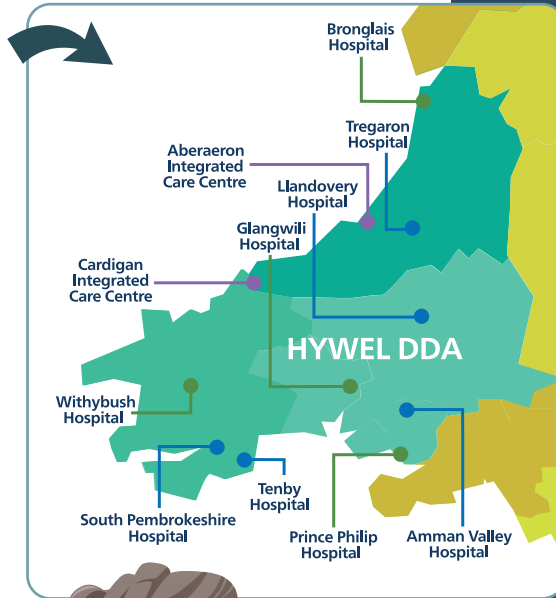 Bronglais
Hospital
Tregaron
Hospital
Aberaeron
Integrated
Care Centre
Llandovery
Hospital
Glangwili
Hospital
Cardigan
Integrated
Care Centre
HYWEL DDA
Withybush
Hospital
Tenby
Hospital
South Pembrokeshire
Hospital
Prince Philip
Hospital
Amman Valley
Hospital